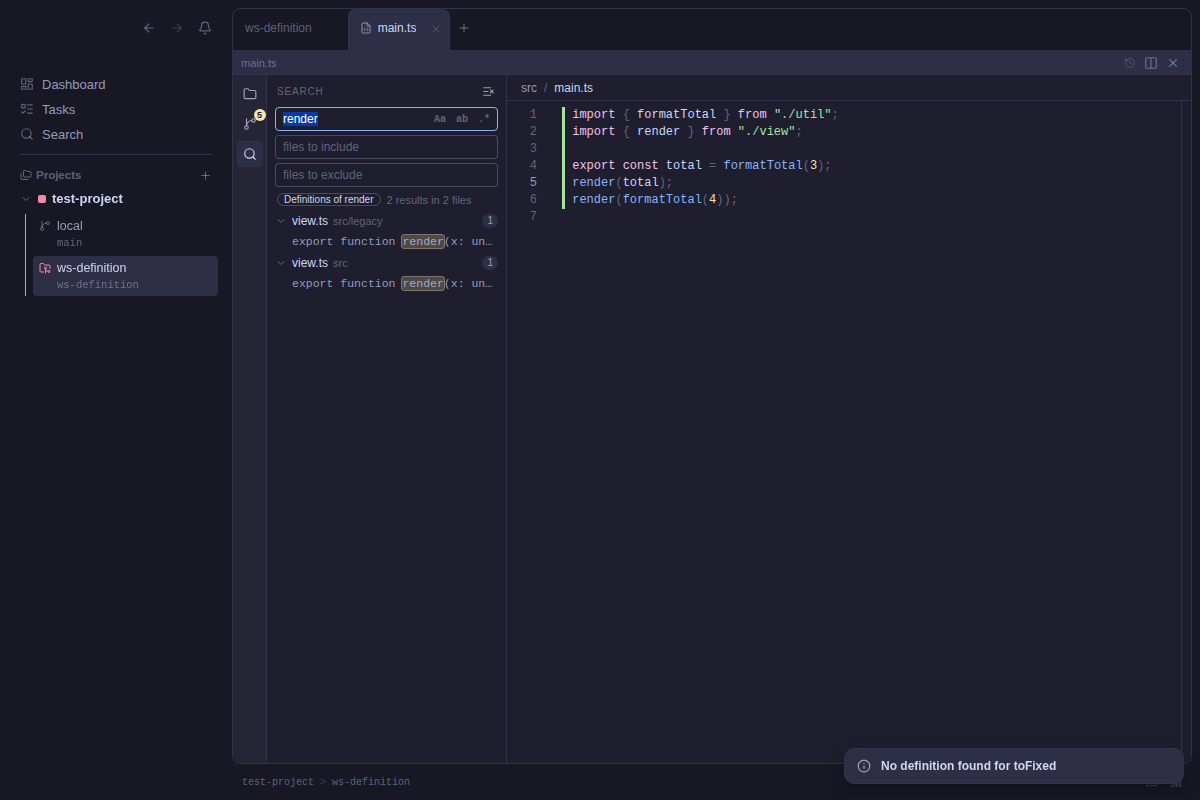 ws-definition
main.ts
main.ts
Dashboard
Tasks
Search
Projects
test-project
local
main
ws-definition
ws-definition
5
SEARCH
render
Aa ab .*
files to include
files to exclude
Definitions of render 2 results in 2 files
view.ts src/legacy 1
export function render(x: un…
view.ts src 1
export function render(x: un…
src / main.ts
1 import { formatTotal } from "./util";
2 import { render } from "./view";
3
4 export const total = formatTotal(3);
5 render(total);
6 render(formatTotal(4));
7
No definition found for toFixed
test-project > ws-definition